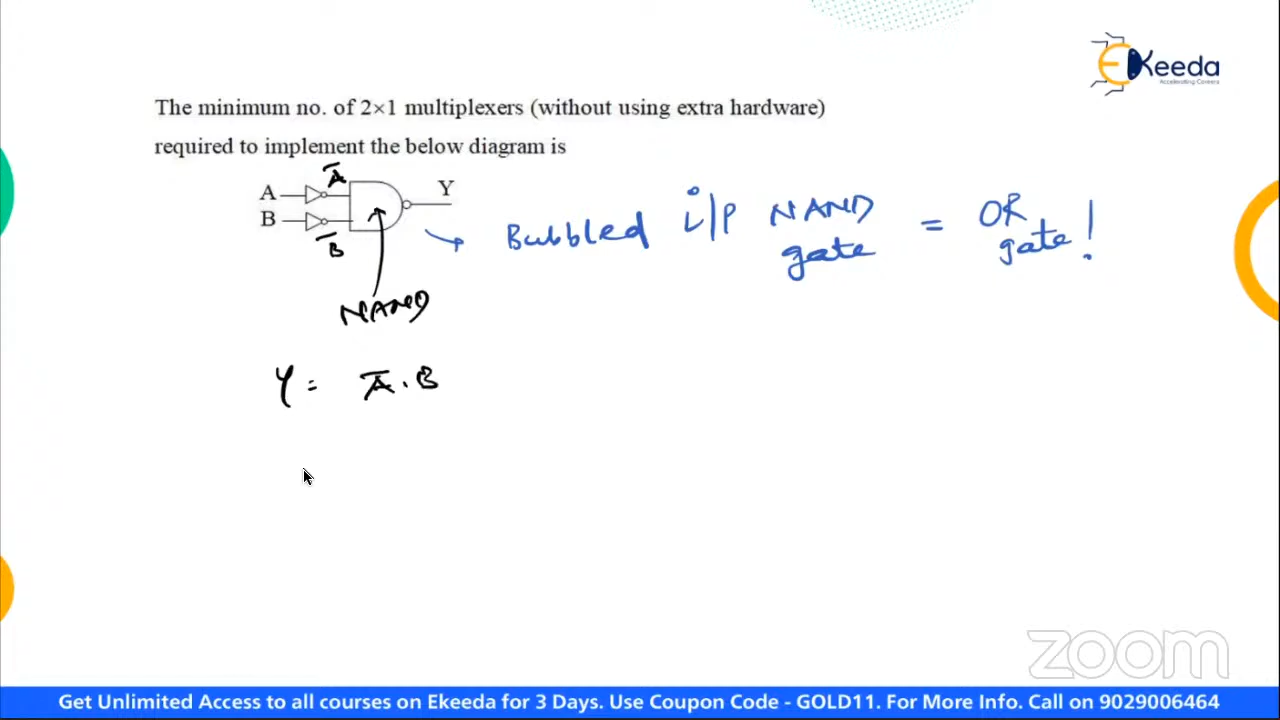 EKeeda
Accelerating Careers
The minimum no. of 2×1 multiplexers (without using extra hardware)
required to implement the below diagram is
A
B
Ā
B̄
Y
NAND
Bubbled i/p NAND gate = OR gate!
Y = Ā.B
zoom
Get Unlimited Access to all courses on Ekeeda for 3 Days. Use Coupon Code - GOLD11. For More Info. Call on 9029006464